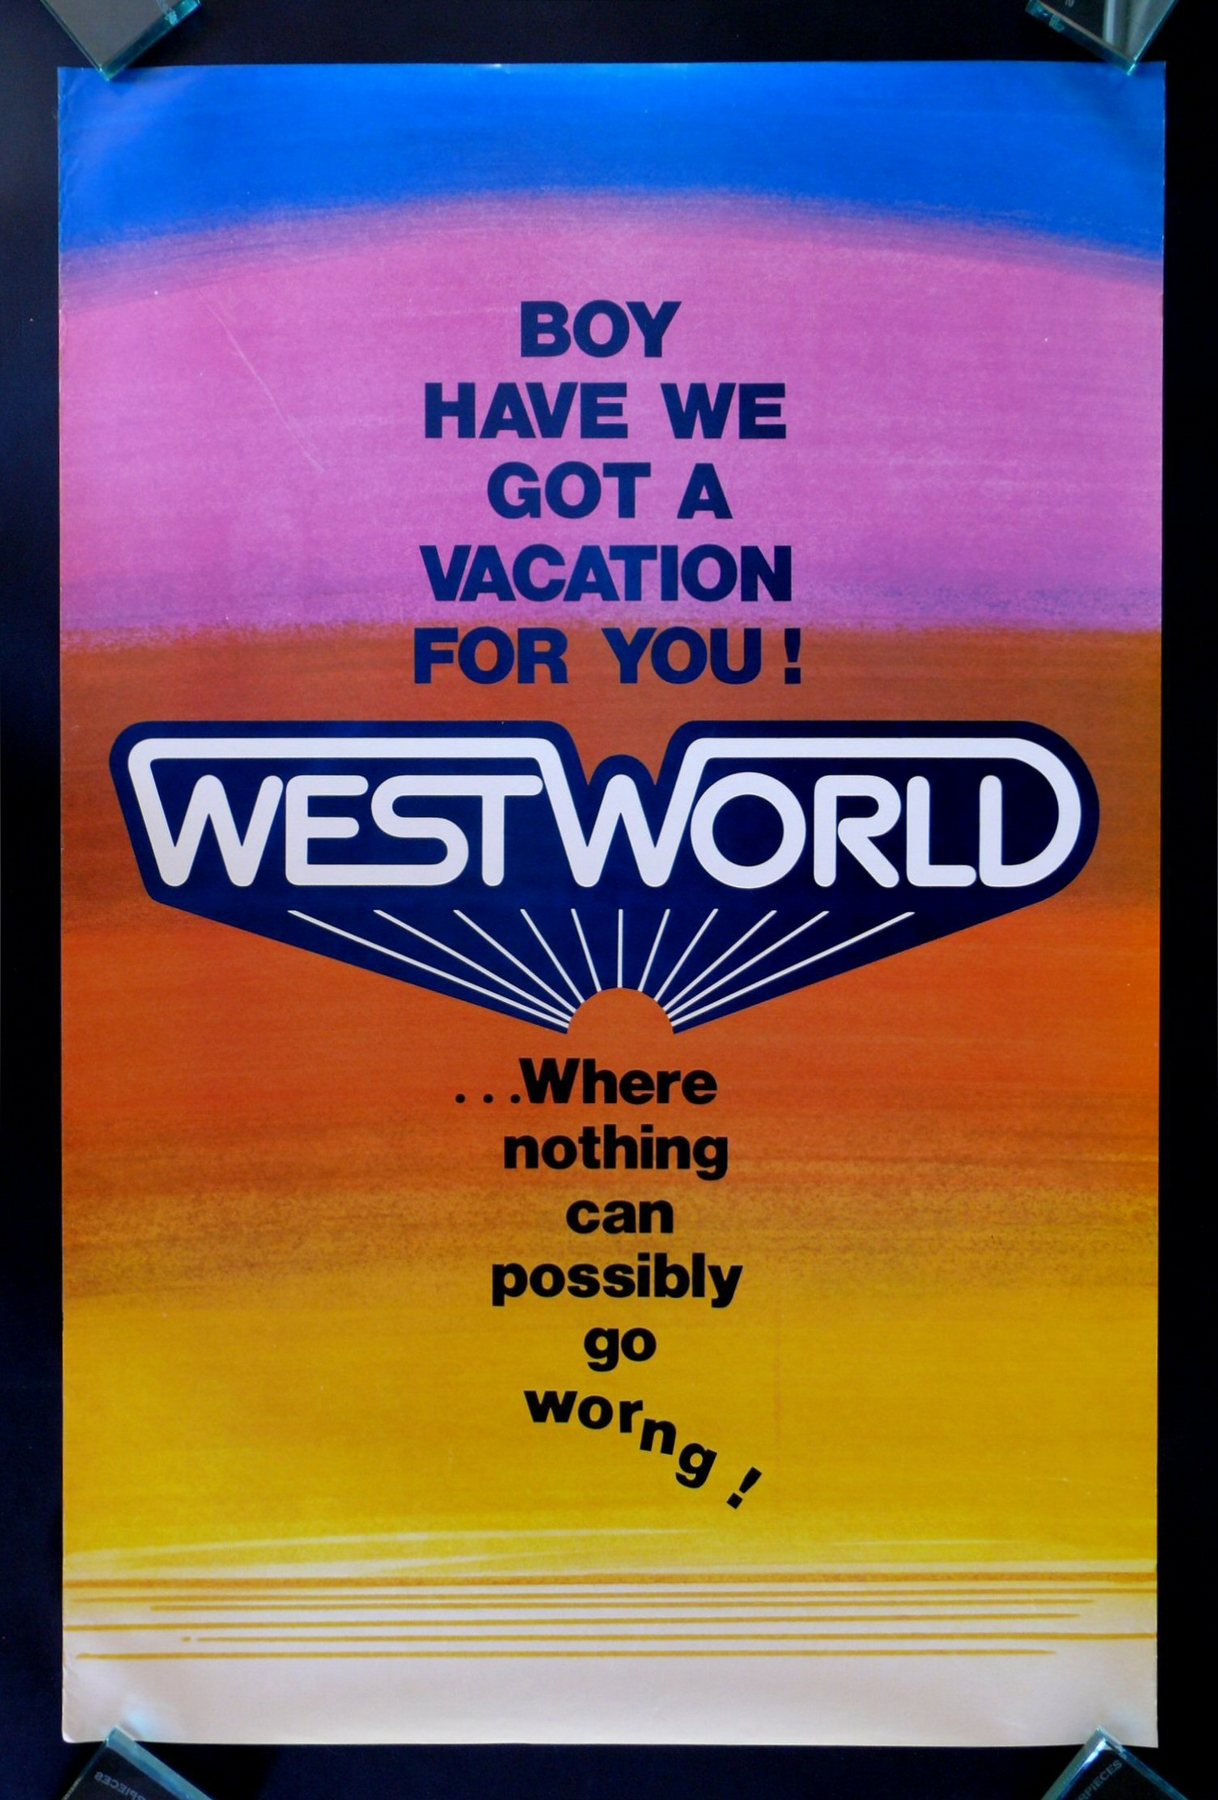 BOY
HAVE WE
GOT A
VACATION
FOR YOU!
WESTWORLD
...Where
nothing
can
possibly
go
worng!